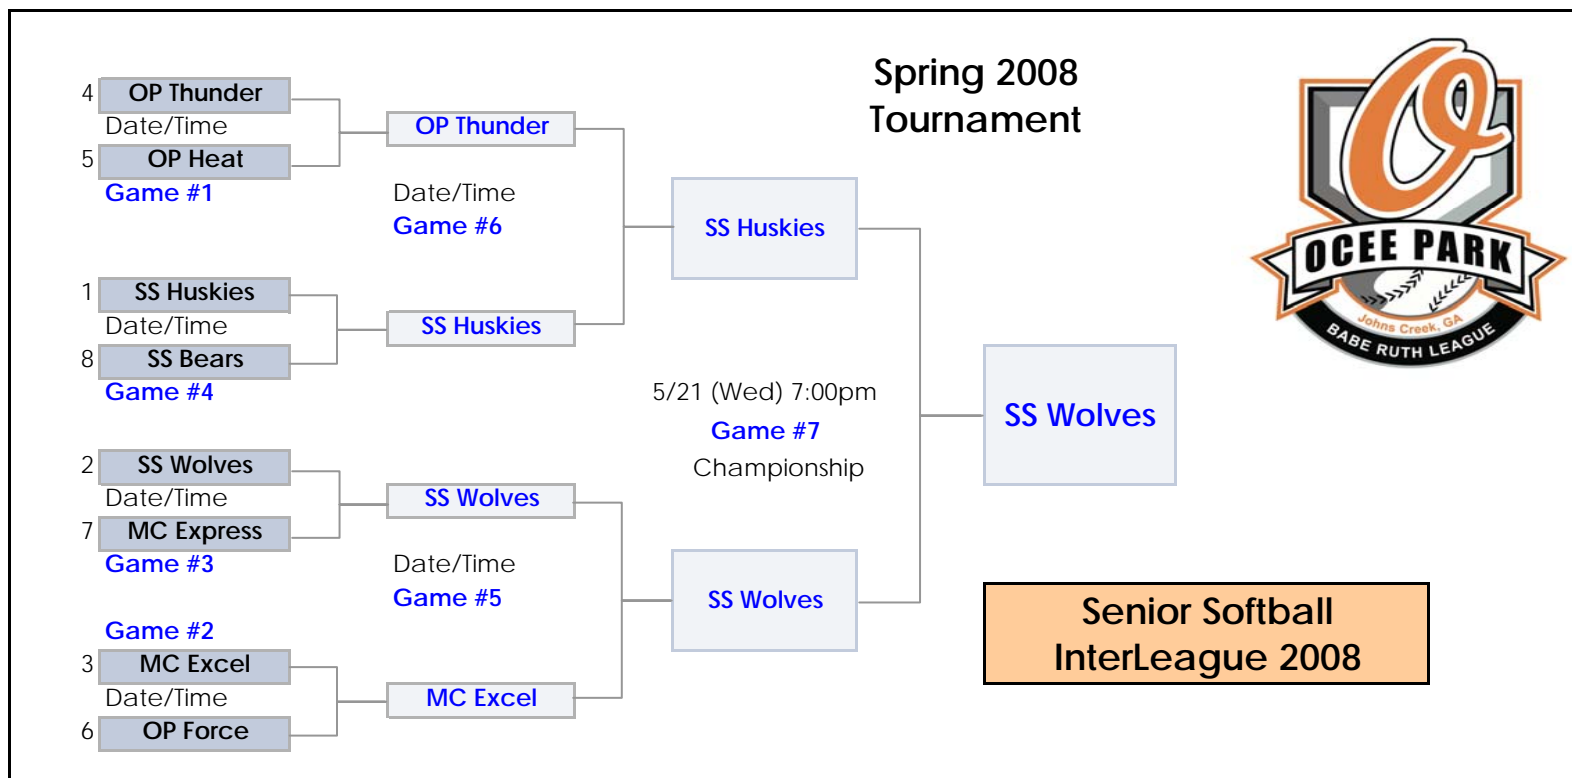 Spring 2008
Tournament
4 OP Thunder
Date/Time
5 OP Heat
Game #1
OP Thunder
Date/Time
Game #6
1 SS Huskies
Date/Time
8 SS Bears
Game #4
SS Huskies
SS Huskies
2 SS Wolves
Date/Time
7 MC Express
Game #3
SS Wolves
Date/Time
Game #5
Game #2
3 MC Excel
Date/Time
6 OP Force
MC Excel
SS Wolves
5/21 (Wed) 7:00pm
Game #7
Championship
SS Wolves
O
OCEE PARK
Johns Creek, GA
BABE RUTH LEAGUE
Senior Softball
InterLeague 2008